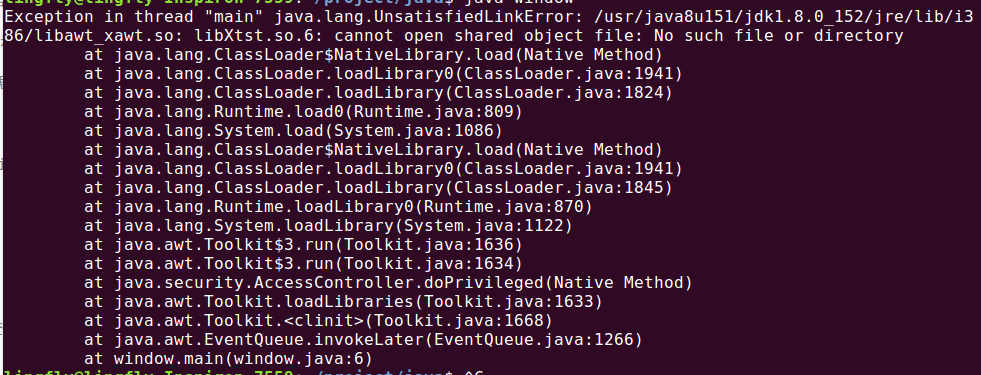 Exception in thread "main" java.lang.UnsatisfiedLinkError: /usr/java8u151/jdk1.8.0_152/jre/lib/i3
86/libawt_xawt.so: libXtst.so.6: cannot open shared object file: No such file or directory
at java.lang.ClassLoader$NativeLibrary.load(Native Method)
at java.lang.ClassLoader.loadLibrary0(ClassLoader.java:1941)
at java.lang.ClassLoader.loadLibrary(ClassLoader.java:1824)
at java.lang.Runtime.load0(Runtime.java:809)
at java.lang.System.load(System.java:1086)
at java.lang.ClassLoader$NativeLibrary.load(Native Method)
at java.lang.ClassLoader.loadLibrary0(ClassLoader.java:1941)
at java.lang.ClassLoader.loadLibrary(ClassLoader.java:1845)
at java.lang.Runtime.loadLibrary0(Runtime.java:870)
at java.lang.System.loadLibrary(System.java:1122)
at java.awt.Toolkit$3.run(Toolkit.java:1636)
at java.awt.Toolkit$3.run(Toolkit.java:1634)
at java.security.AccessController.doPrivileged(Native Method)
at java.awt.Toolkit.loadLibraries(Toolkit.java:1633)
at java.awt.Toolkit.<clinit>(Toolkit.java:1668)
at java.awt.EventQueue.invokeLater(EventQueue.java:1266)
at window.main(window.java:6)